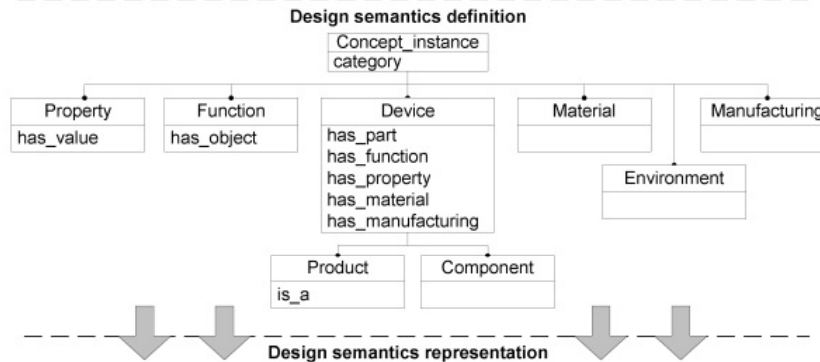 Design semantics definition
Concept_instance
category
Property
has_value
Function
has_object
Device
has_part
has_function
has_property
has_material
has_manufacturing
Material
Manufacturing
Environment
Product
is_a
Component
Design semantics representation